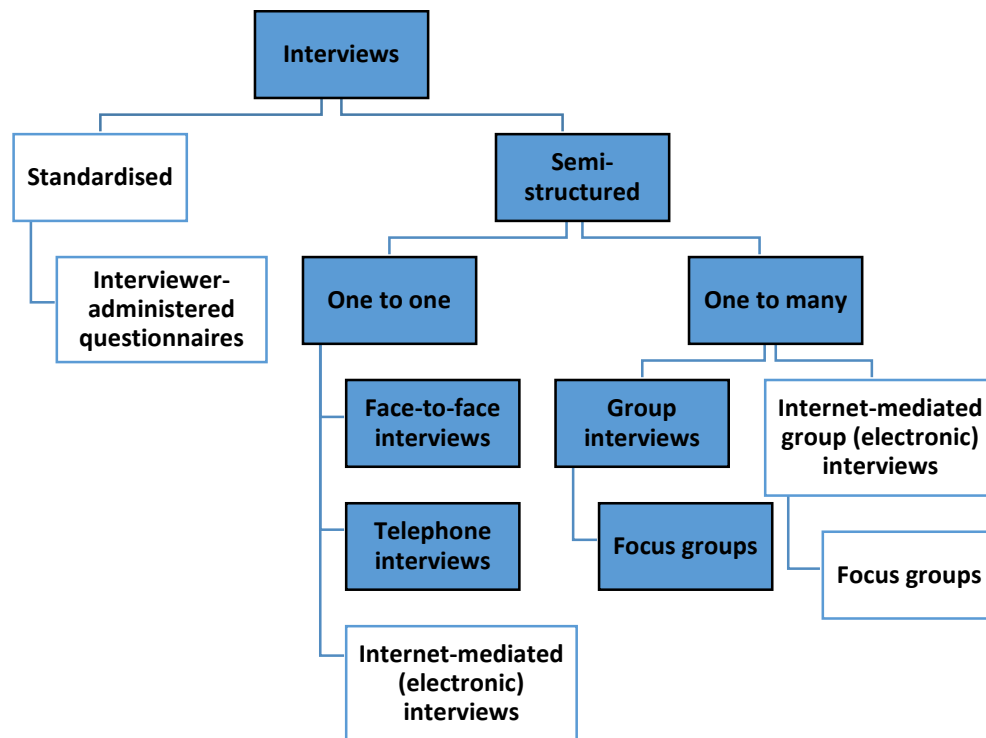 Interviews
Standardised
Semi-
structured
Interviewer-
administered
questionnaires
One to one
One to many
Face-to-face
interviews
Group
interviews
Internet-mediated
group (electronic)
interviews
Telephone
interviews
Focus groups
Focus groups
Internet-mediated
(electronic)
interviews